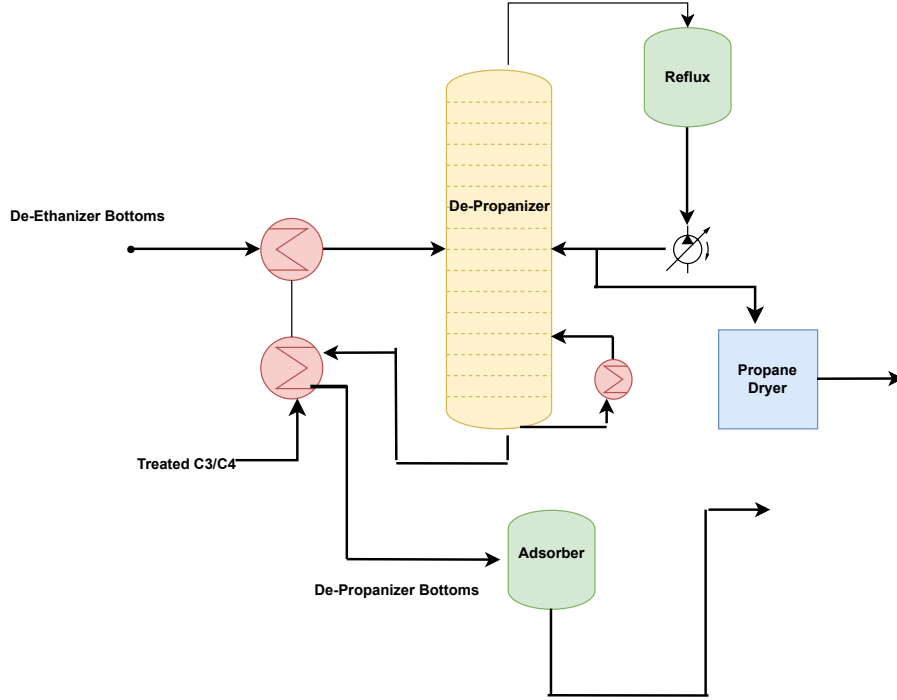 Reflux
De-Propanizer
De-Ethanizer Bottoms
Propane
Dryer
Treated C3/C4
Adsorber
De-Propanizer Bottoms